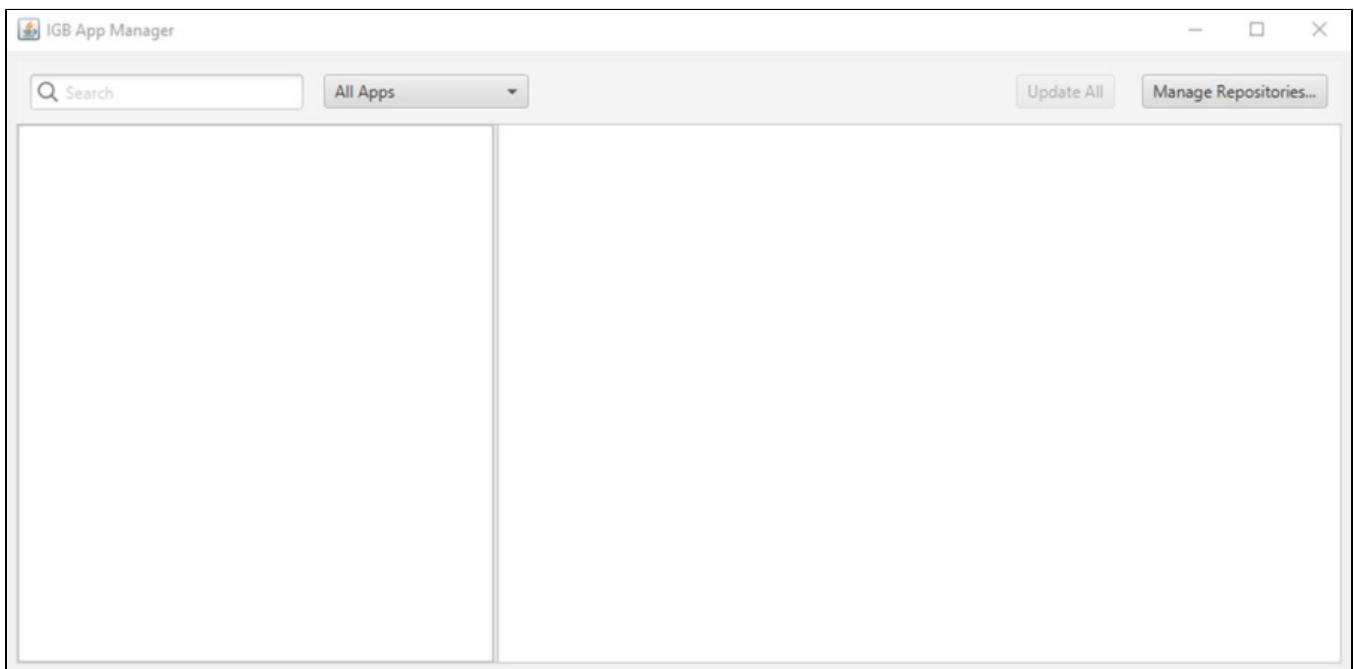 IGB App Manager
Search
All Apps
Update All
Manage Repositories...